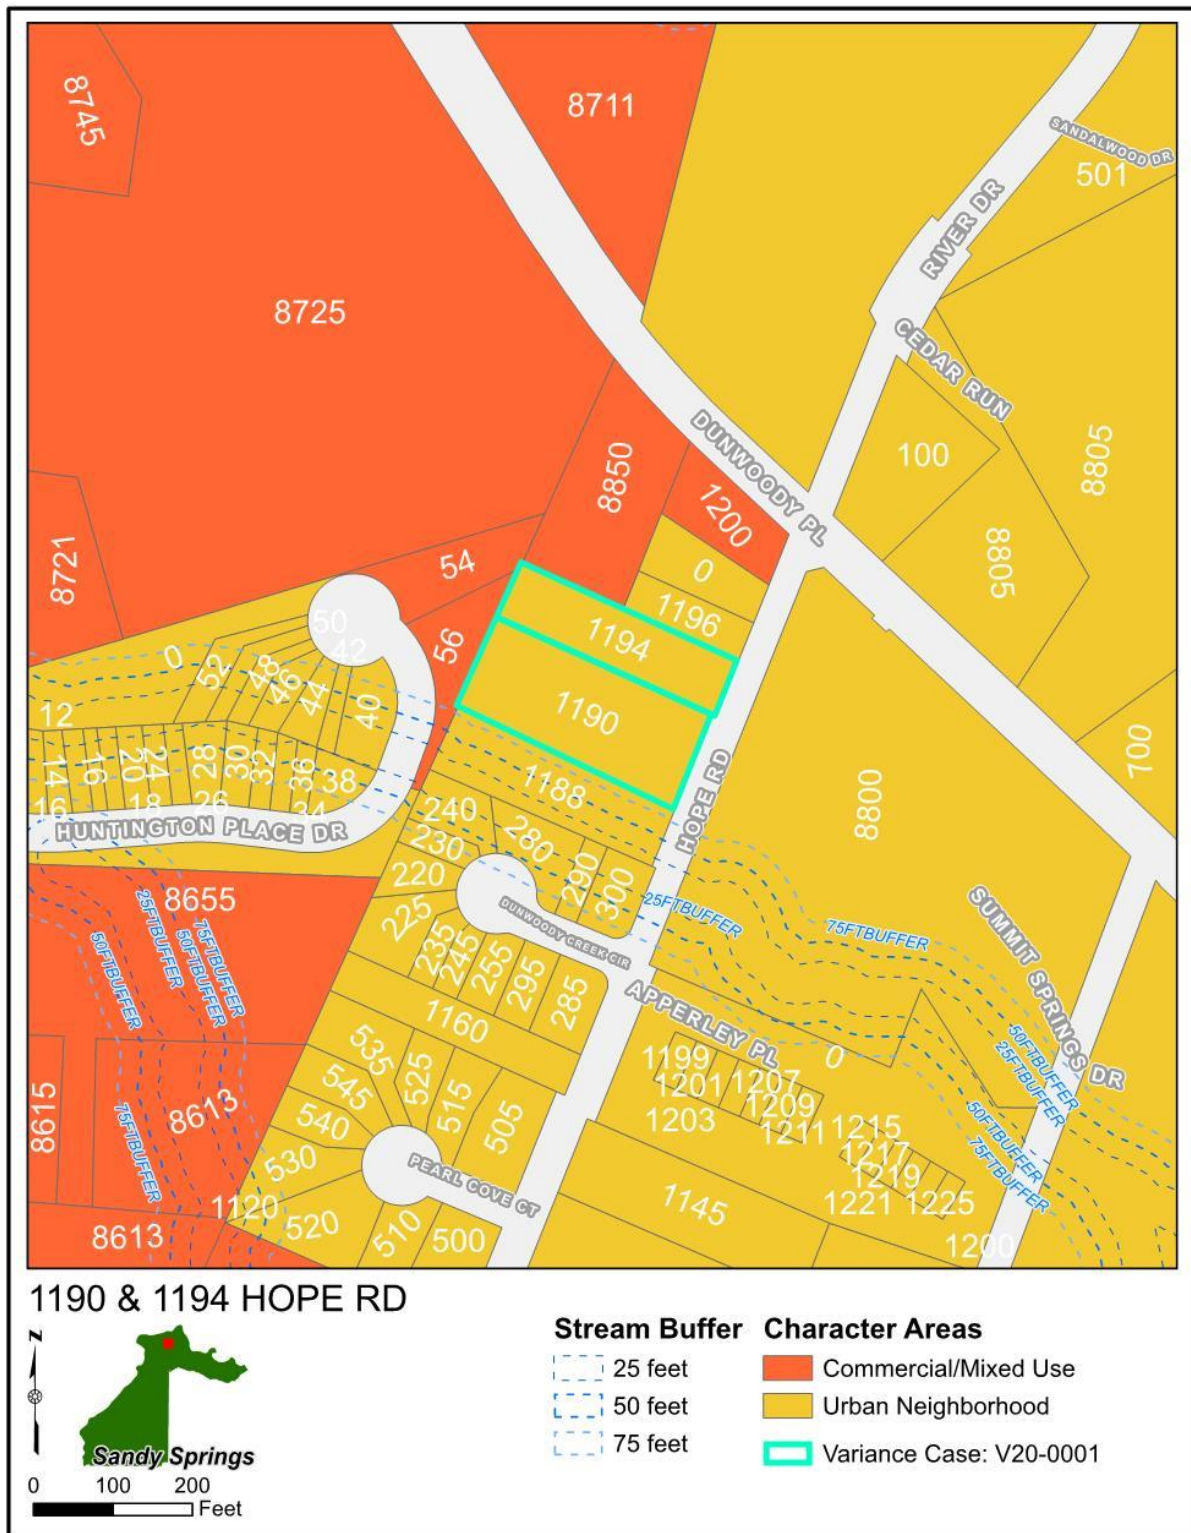 8745
8711
SANDALWOOD DR
501
RIVER DR
8725
CEDAR RUN
DUNWOODY PL
100
8805
8850
1200
8721
54
0
8805
1196
1194
50
42
56
0
52
48
46
44
40
1190
12
700
14
16
20
24
28
30
32
36
38
1188
8800
16
18
26
34
HUNTINGTON PLACE DR
HOPE RD
240
280
230
290
300
220
8655
225
DUNWOODY CREEK CIR
25FTBUFFER
75FTBUFFER
SUMMIT SPRINGS DR
25FTBUFFER
75FTBUFFER
50FTBUFFER
50FTBUFFER
235
245
255
295
285
APPERLEY PL
1160
0
50FTBUFFER
25FTBUFFER
535
525
515
505
545
540
530
1199
1201
1203
1207
1209
1211
1215
1217
1219
1221
1225
50FTBUFFER
75FTBUFFER
8615
8613
75FTBUFFER
PEARL COVE CT
1120
520
510
500
1145
8613
1200
1190 & 1194 HOPE RD
N
Sandy Springs
0 100 200
Feet
Stream Buffer
25 feet
50 feet
75 feet
Character Areas
Commercial/Mixed Use
Urban Neighborhood
Variance Case: V20-0001